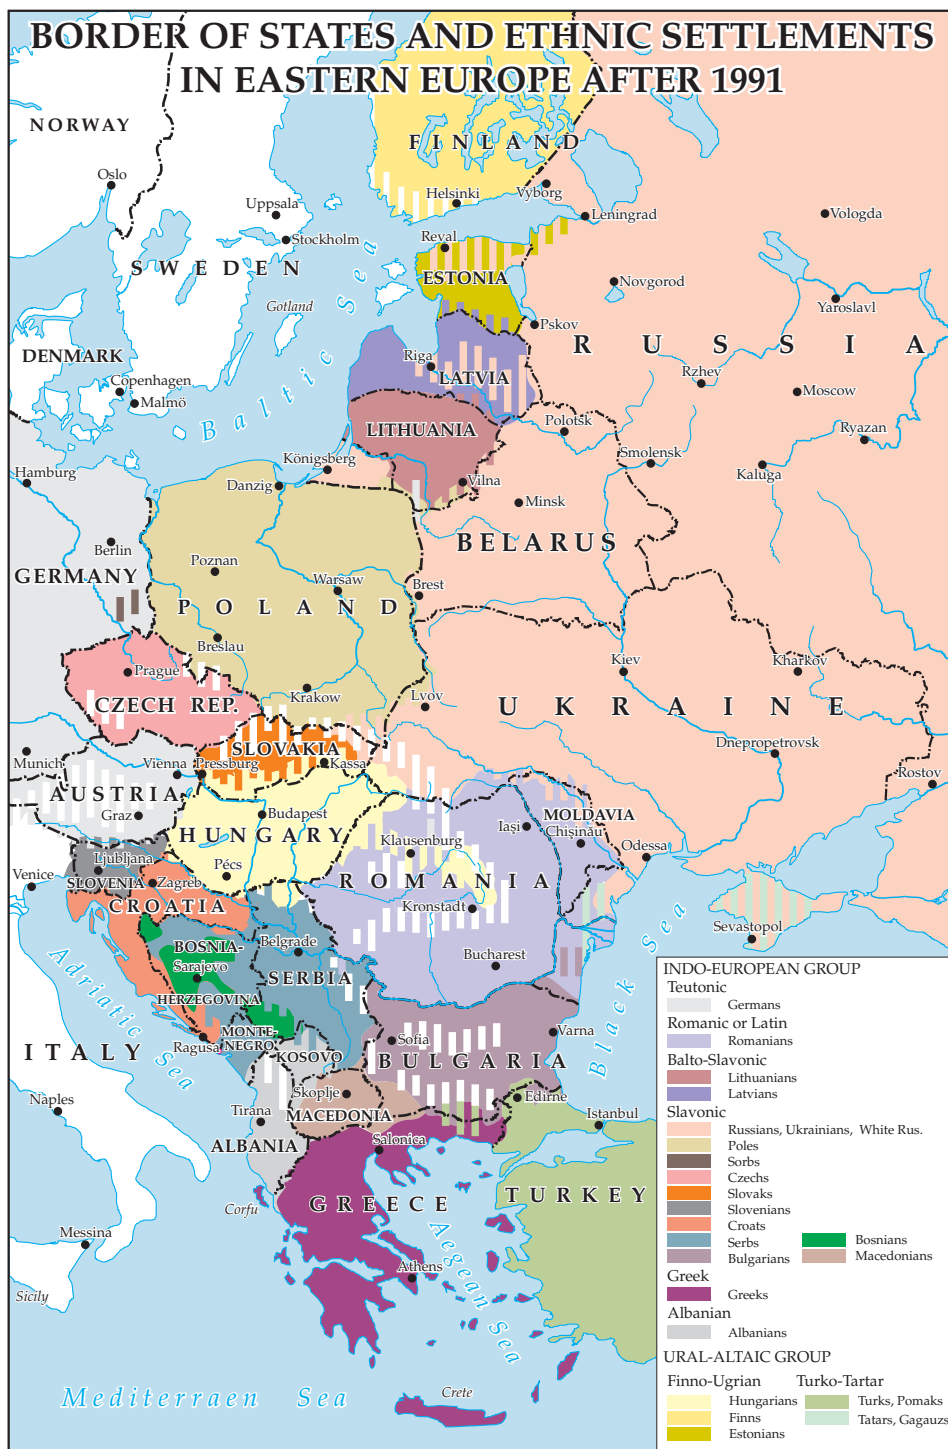 BORDER OF STATES AND ETHNIC SETTLEMENTS
IN EASTERN EUROPE AFTER 1991
NORWAY
FINLAND
Oslo
Helsinki
Vyborg
Uppsala
Leningrad
Vologda
Stockholm
Reval
SWEDEN
ESTONIA
Novgorod
Gotland
Yaroslavl
Pskov
RUSSIA
Baltic Sea
DENMARK
Riga
LATVIA
Rzhev
Copenhagen
Moscow
Malmö
Polotsk
LITHUANIA
Ryazan
Smolensk
Königsberg
Kaluga
Hamburg
Danzig
Vilna
Minsk
BELARUS
Berlin
Poznan
GERMANY
Warsaw
Brest
POLAND
Breslau
Kiev
Kharkov
Prague
Krakow
Lvov
CZECH REP.
UKRAINE
Dnepropetrovsk
SLOVAKIA
Munich
Vienna
Pressburg
Kassa
Rostov
AUSTRIA
Graz
Budapest
MOLDAVIA
HUNGARY
Iaşi
Chişinău
Klausenburg
Odessa
Ljubljana
Venice
Pécs
SLOVENIA
Zagreb
ROMANIA
CROATIA
Kronstadt
Sevastopol
BOSNIA-
Belgrade
Sarajevo
Bucharest
SERBIA
HERZEGOVINA
Adriatic Sea
Black Sea
MONTE-
NEGRO
Ragusa
Sofia
Varna
ITALY
KOSOVO
BULGARIA
Skoplje
Naples
Tirana
MACEDONIA
Edirne
Istanbul
ALBANIA
Salonica
Corfu
GREECE
TURKEY
Messina
Aegean Sea
Athens
Sicily
Mediterraen Sea
Crete
INDO-EUROPEAN GROUP
Teutonic
Germans
Romanic or Latin
Romanians
Balto-Slavonic
Lithuanians
Latvians
Slavonic
Russians, Ukrainians, White Rus.
Poles
Sorbs
Czechs
Slovaks
Slovenians
Croats
Serbs
Bosnians
Bulgarians
Macedonians
Greek
Greeks
Albanian
Albanians
URAL-ALTAIC GROUP
Finno-Ugrian Turko-Tartar
Hungarians
Turks, Pomaks
Finns
Tatars, Gagauzs
Estonians